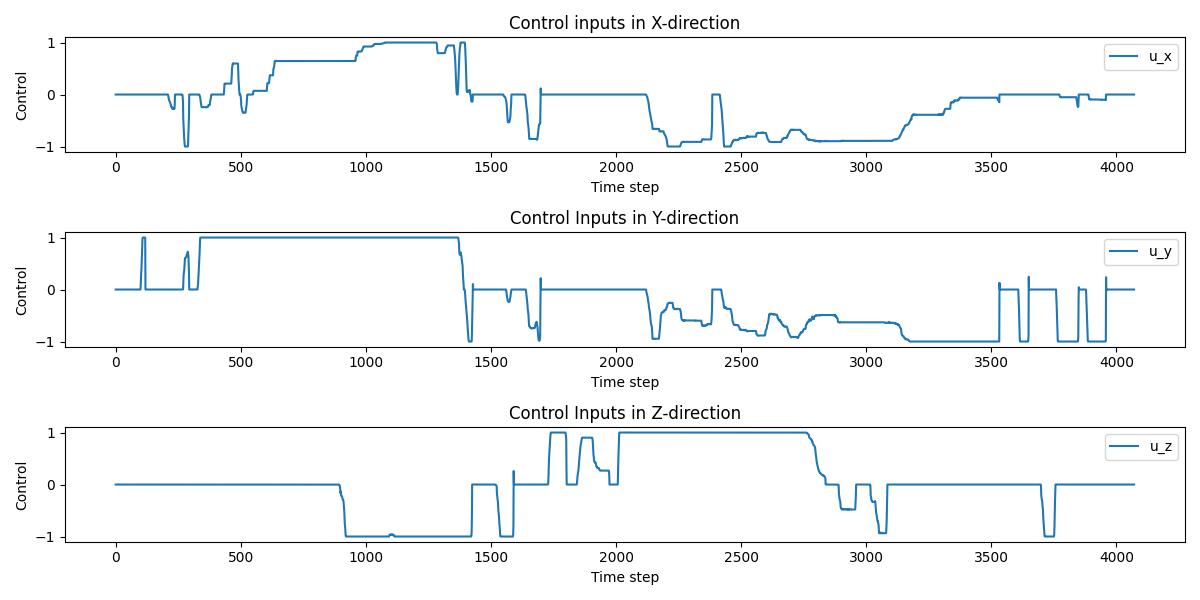 Control inputs in X-direction
Control
1
0
−1
u_x
0 500 1000 1500 2000 2500 3000 3500 4000
Time step
Control Inputs in Y-direction
Control
1
0
−1
u_y
0 500 1000 1500 2000 2500 3000 3500 4000
Time step
Control Inputs in Z-direction
Control
1
0
−1
u_z
0 500 1000 1500 2000 2500 3000 3500 4000
Time step